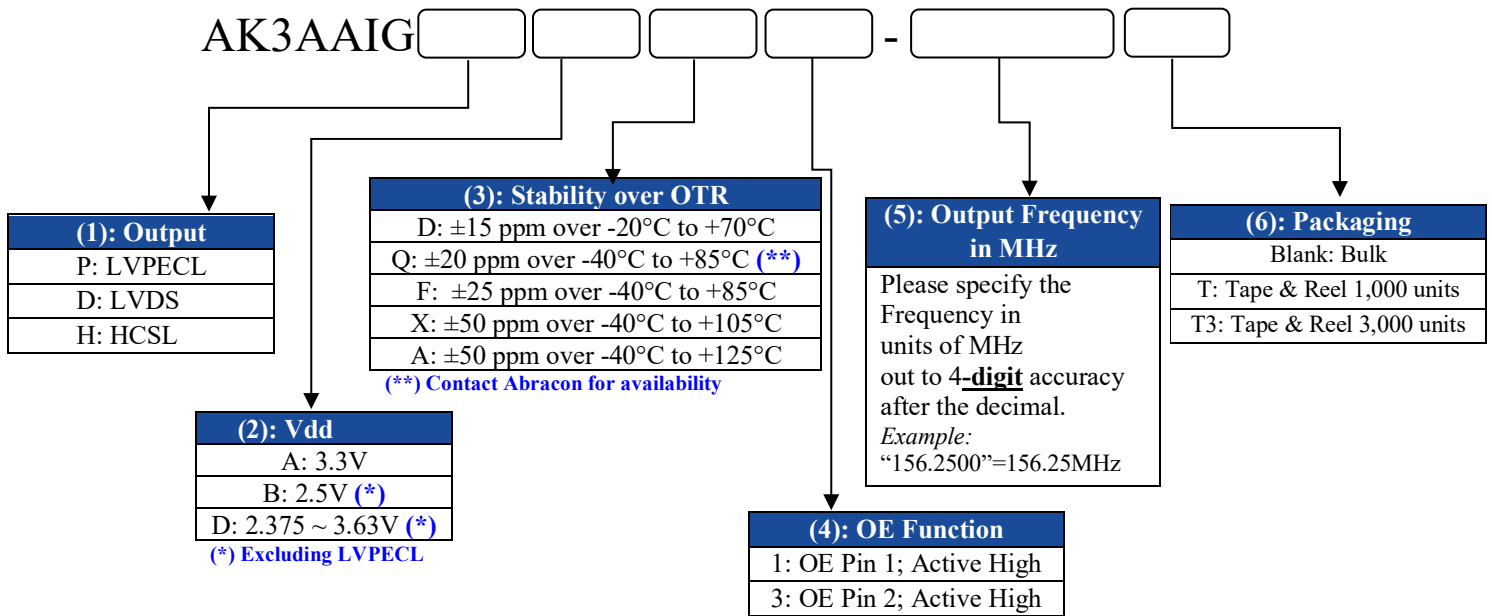 AK3AAIG -
(1): Output
P: LVPECL
D: LVDS
H: HCSL
(2): Vdd
A: 3.3V
B: 2.5V (*)
D: 2.375 ~ 3.63V (*)
(*) Excluding LVPECL
(3): Stability over OTR
D: ±15 ppm over -20°C to +70°C
Q: ±20 ppm over -40°C to +85°C (**)
F: ±25 ppm over -40°C to +85°C
X: ±50 ppm over -40°C to +105°C
A: ±50 ppm over -40°C to +125°C
(**) Contact Abracon for availability
(4): OE Function
1: OE Pin 1; Active High
3: OE Pin 2; Active High
(5): Output Frequency
in MHz
Please specify the
Frequency in
units of MHz
out to 4-digit accuracy
after the decimal.
Example:
“156.2500”=156.25MHz
(6): Packaging
Blank: Bulk
T: Tape & Reel 1,000 units
T3: Tape & Reel 3,000 units